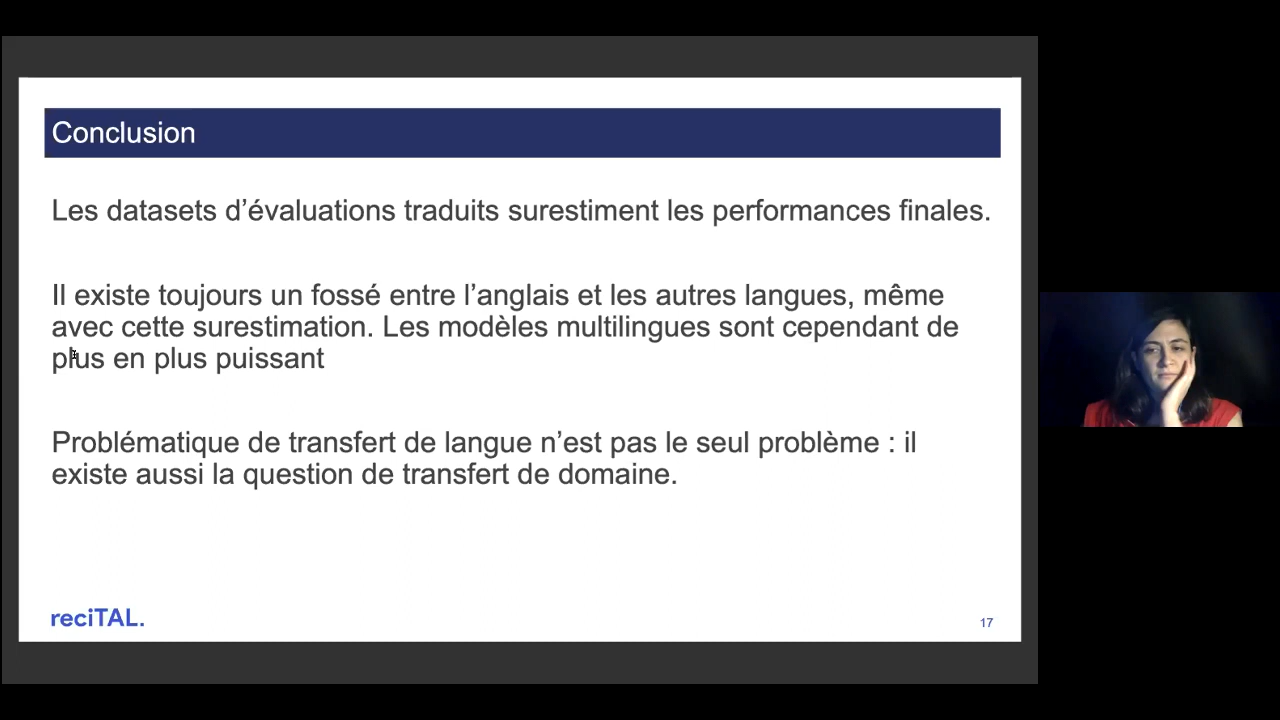 Conclusion
Les datasets d’évaluations traduits surestiment les performances finales.
Il existe toujours un fossé entre l’anglais et les autres langues, même
avec cette surestimation. Les modèles multilingues sont cependant de
plus en plus puissant
Problématique de transfert de langue n’est pas le seul problème : il
existe aussi la question de transfert de domaine.
reciTAL.
17